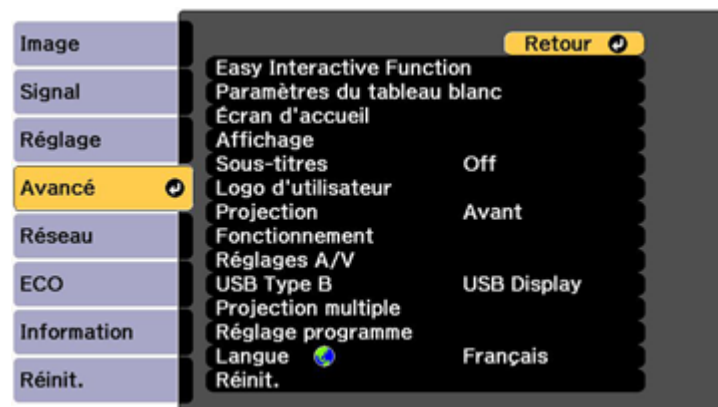 Image
Signal
Réglage
Avancé
Réseau
ECO
Information
Réinit.
Retour
Easy Interactive Function
Paramètres du tableau blanc
Écran d'accueil
Affichage
Sous-titres Off
Logo d'utilisateur
Projection Avant
Fonctionnement
Réglages A/V
USB Type B USB Display
Projection multiple
Réglage programme
Langue Français
Réinit.